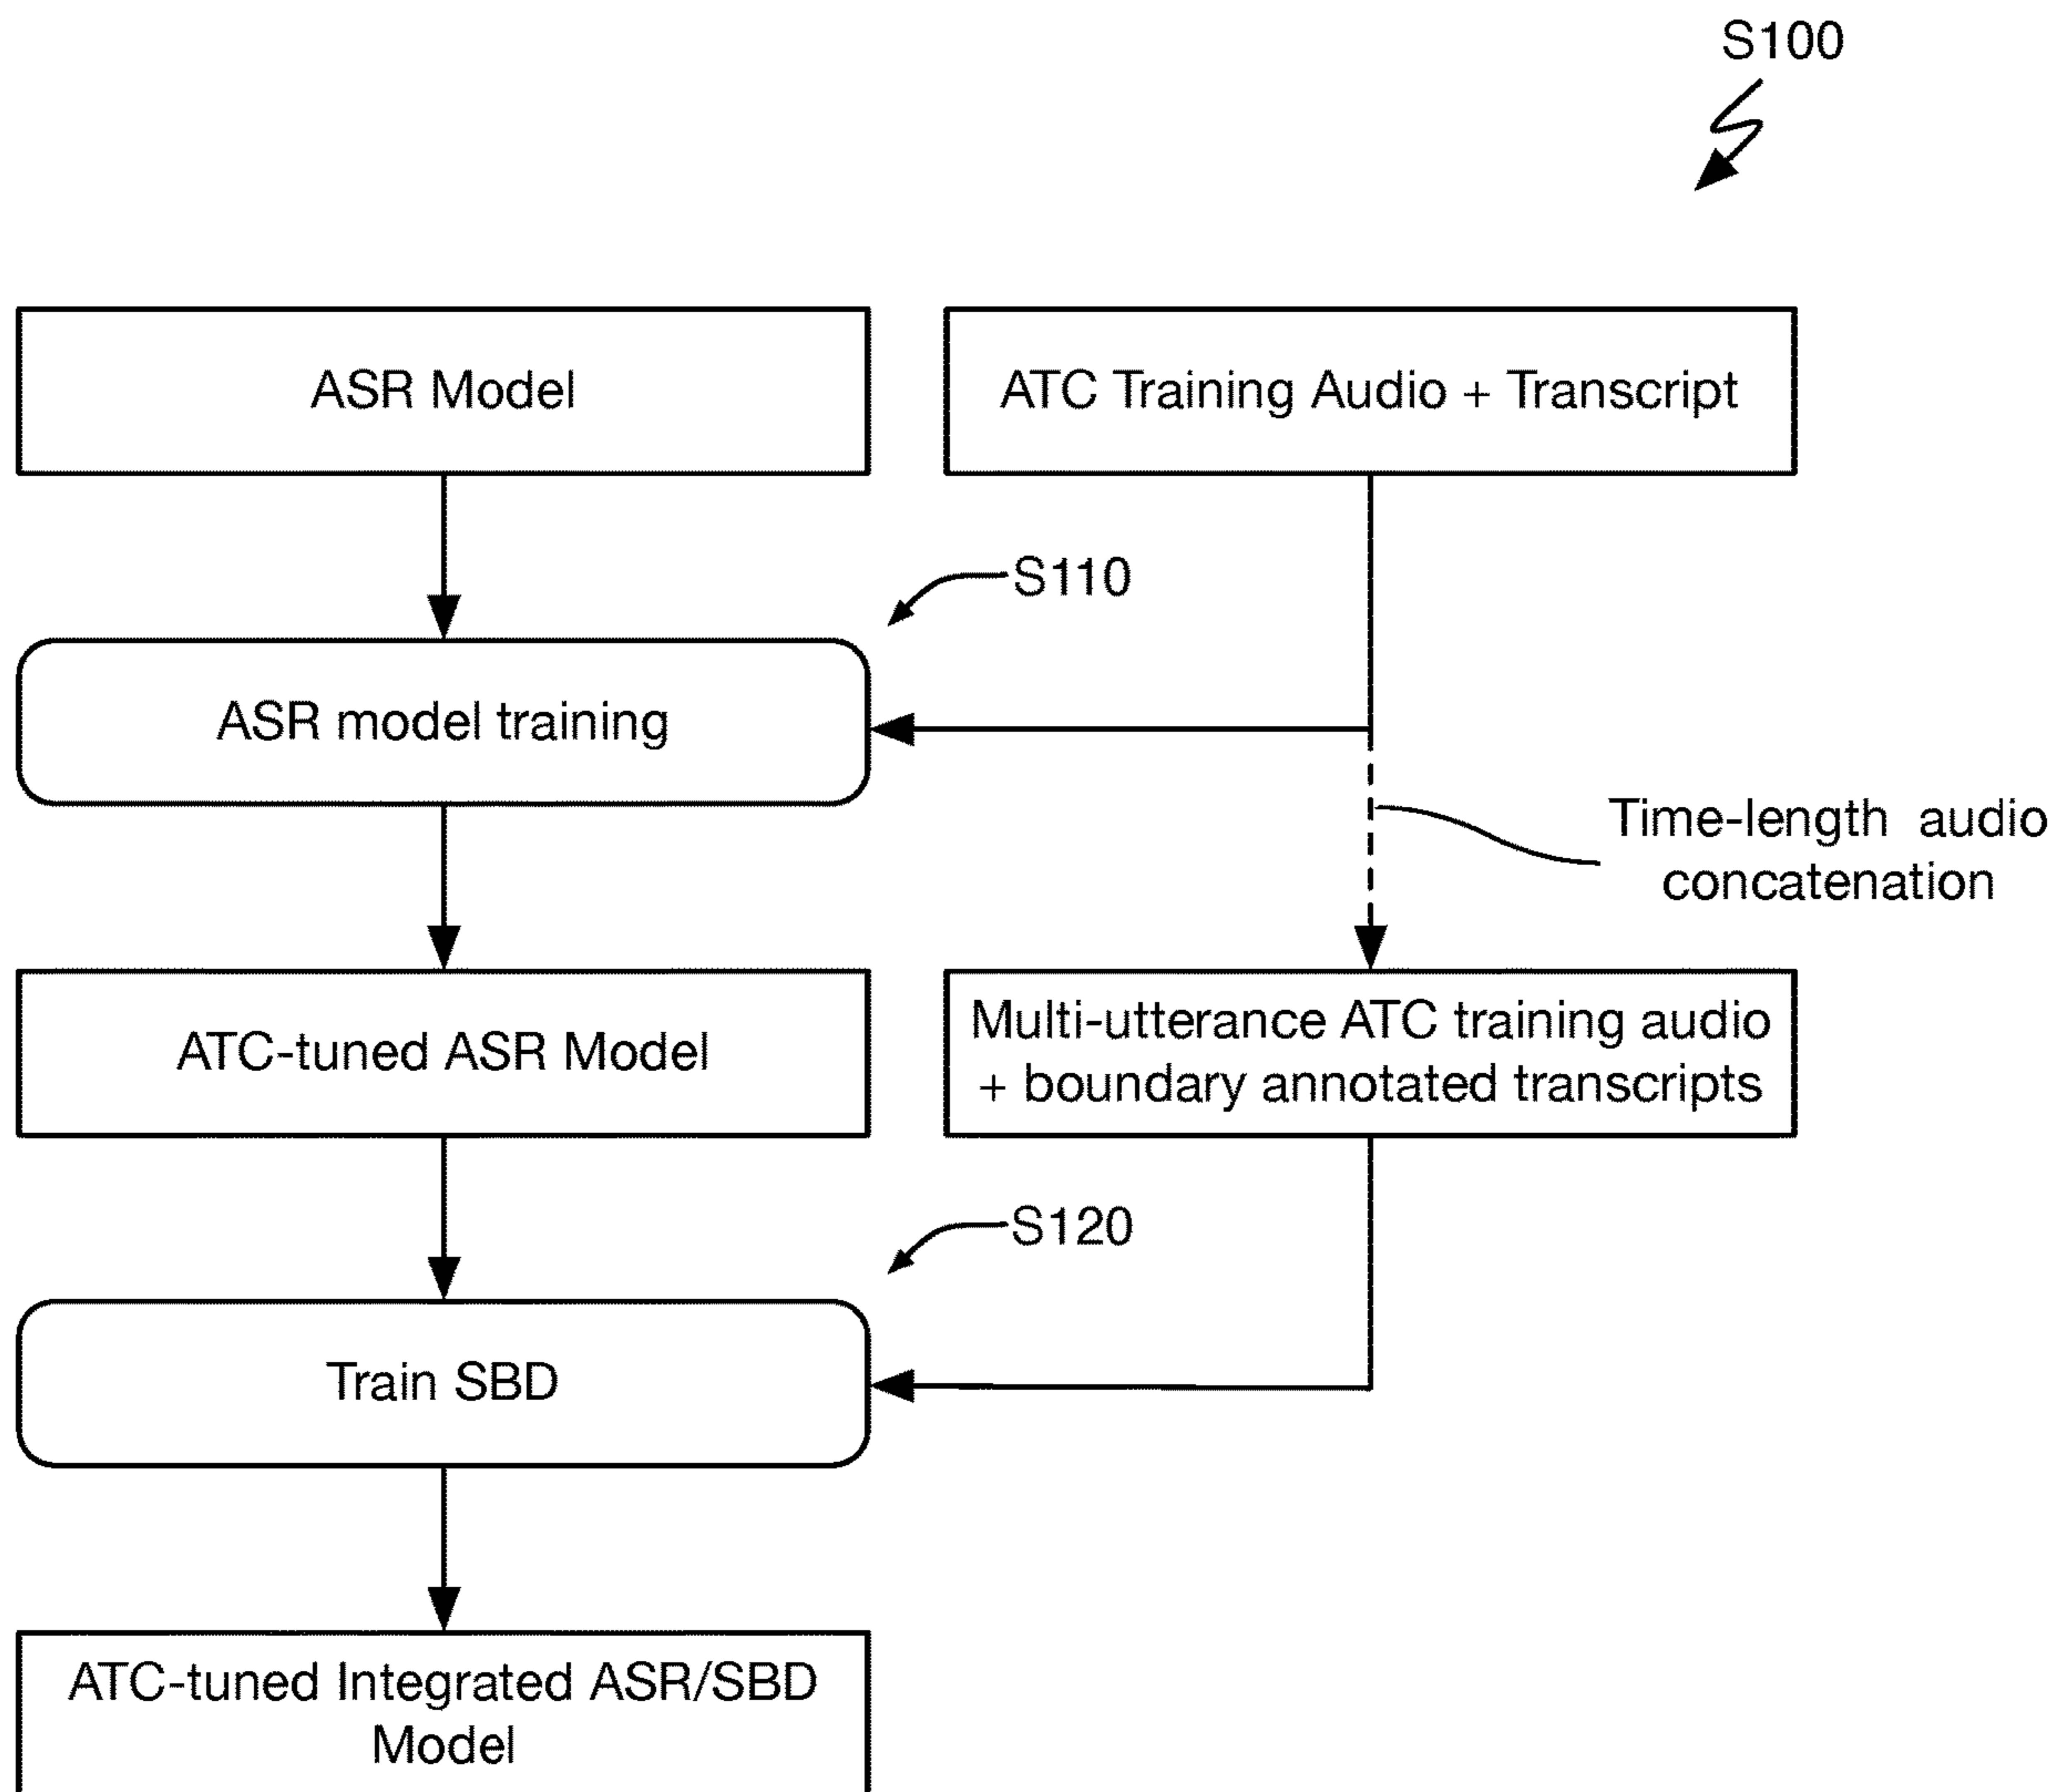 S100
ASR Model
ATC Training Audio + Transcript
S110
ASR model training
Time-length audio
concatenation
ATC-tuned ASR Model
Multi-utterance ATC training audio
+ boundary annotated transcripts
S120
Train SBD
ATC-tuned Integrated ASR/SBD
Model